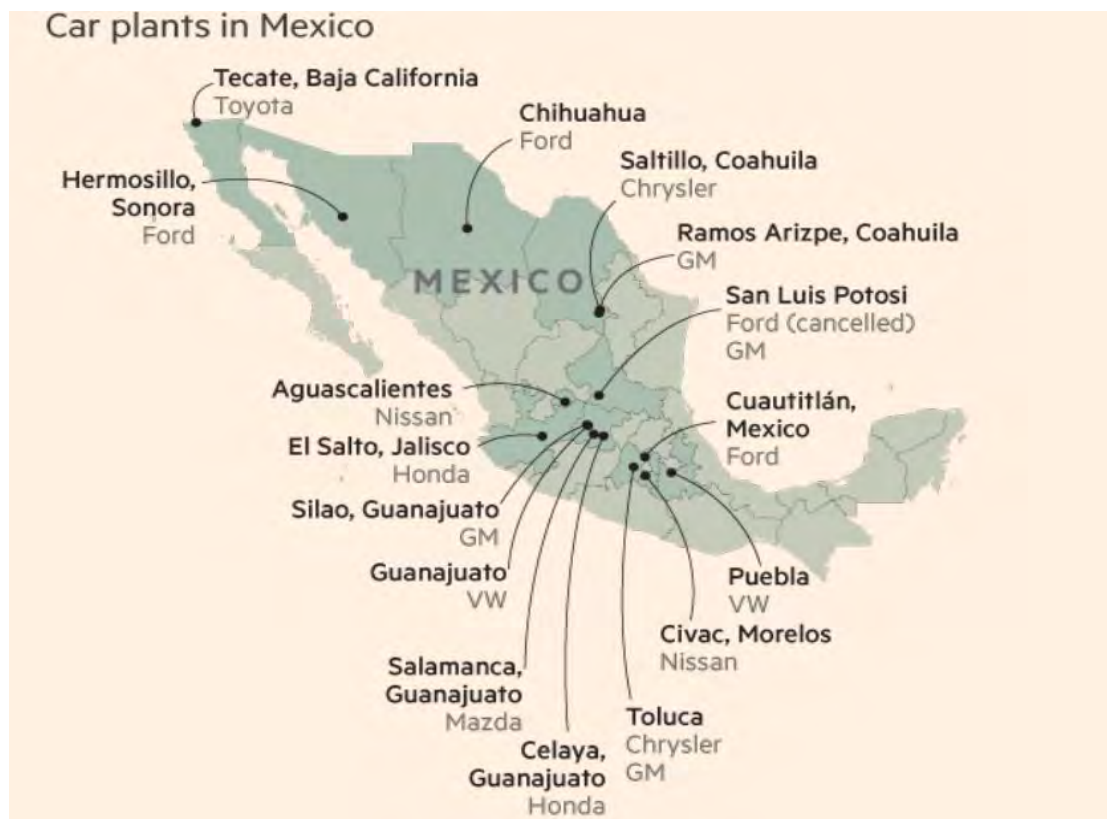 Car plants in Mexico
Tecate, Baja California
Toyota
Chihuahua
Ford
Saltillo, Coahuila
Chrysler
Hermosillo,
Sonora
Ford
Ramos Arizpe, Coahuila
GM
MEXICO
San Luis Potosi
Ford (cancelled)
GM
Aguascalientes
Nissan
Cuautitlán,
Mexico
Ford
El Salto, Jalisco
Honda
Silao, Guanajuato
GM
Guanajuato
VW
Puebla
VW
Civac, Morelos
Nissan
Salamanca,
Guanajuato
Mazda
Toluca
Chrysler
GM
Celaya,
Guanajuato
Honda